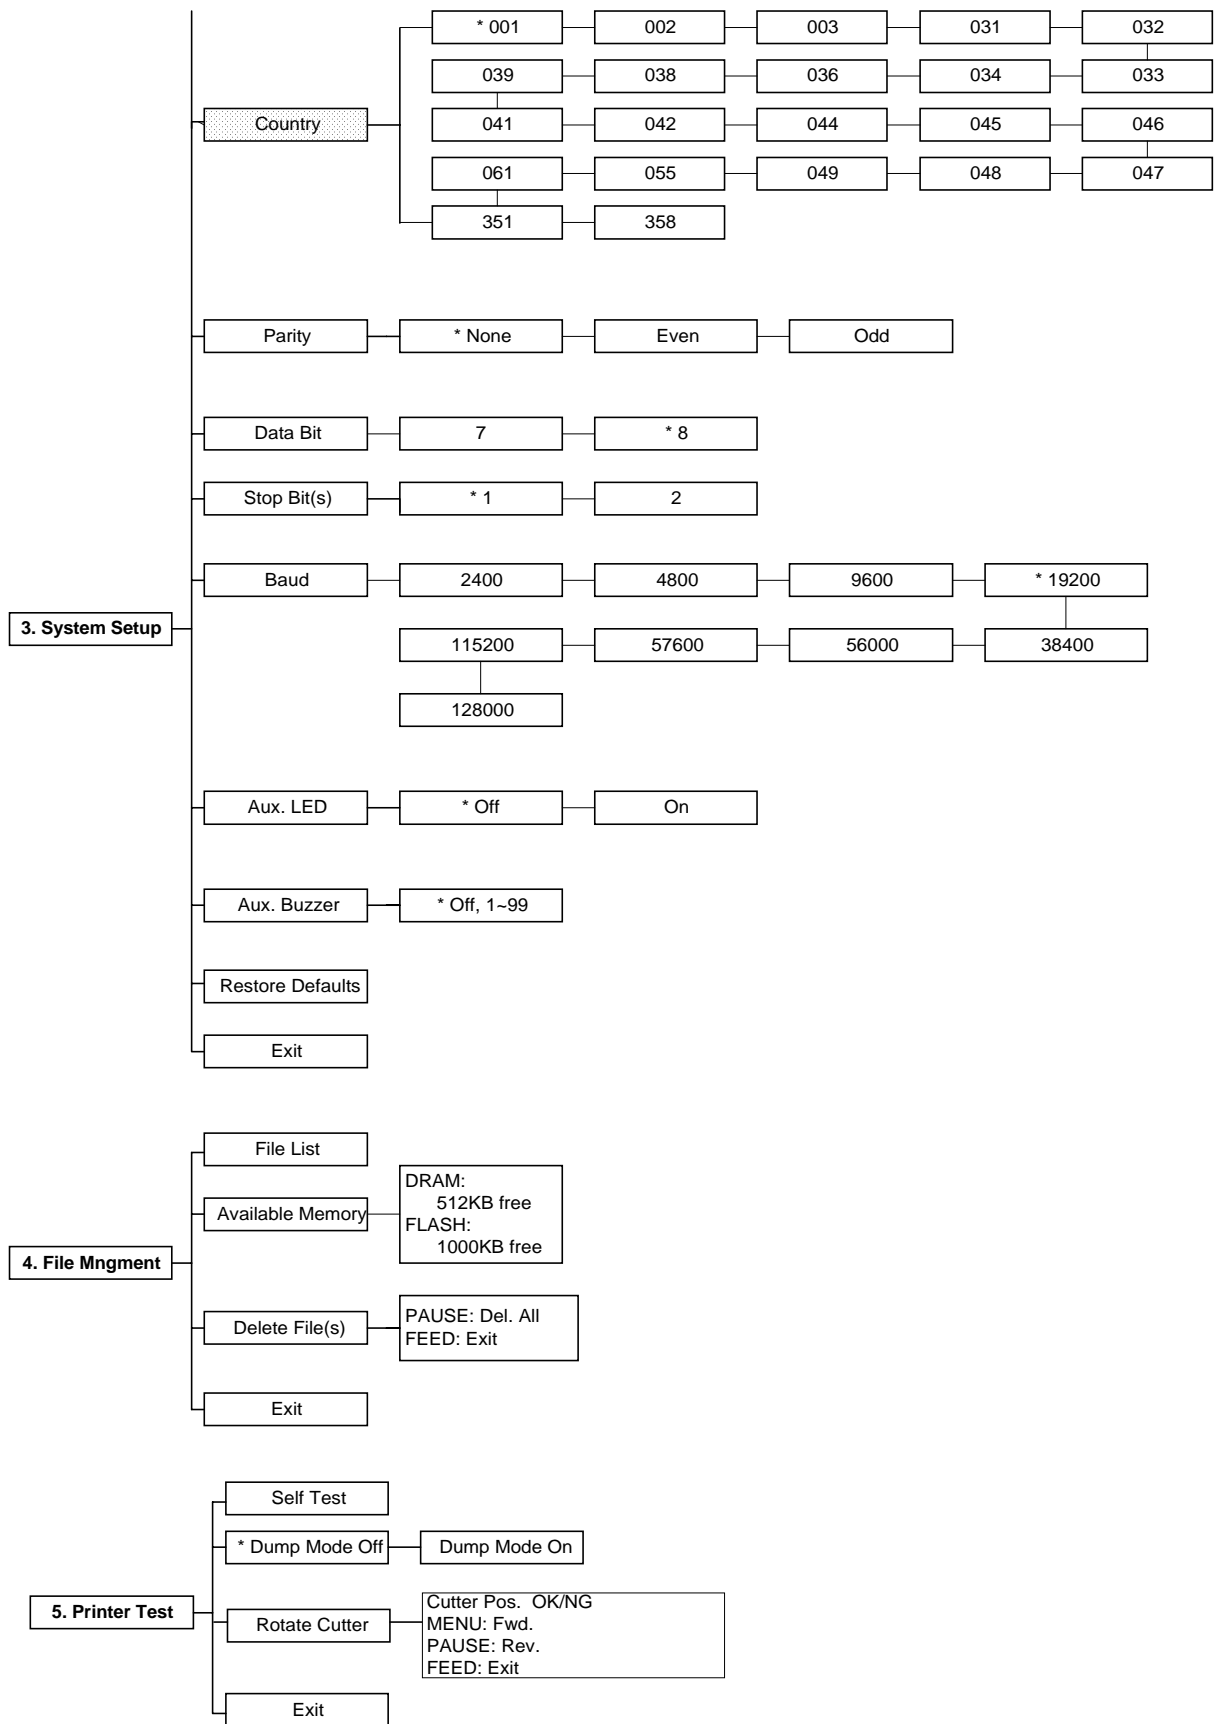 * 001 002 003 031 032
039 038 036 034 033
Country 041 042 044 045 046
061 055 049 048 047
351 358
Parity * None Even Odd
Data Bit 7 * 8
Stop Bit(s) * 1 2
Baud 2400 4800 9600 * 19200
3. System Setup
115200 57600 56000 38400
128000
Aux. LED * Off On
Aux. Buzzer * Off, 1~99
Restore Defaults
Exit
4. File Mngment
File List
Available Memory
DRAM:
512KB free
FLASH:
1000KB free
Delete File(s)
PAUSE: Del. All
FEED: Exit
Exit
5. Printer Test
Self Test
* Dump Mode Off Dump Mode On
Rotate Cutter
Cutter Pos. OK/NG
MENU: Fwd.
PAUSE: Rev.
FEED: Exit
Exit